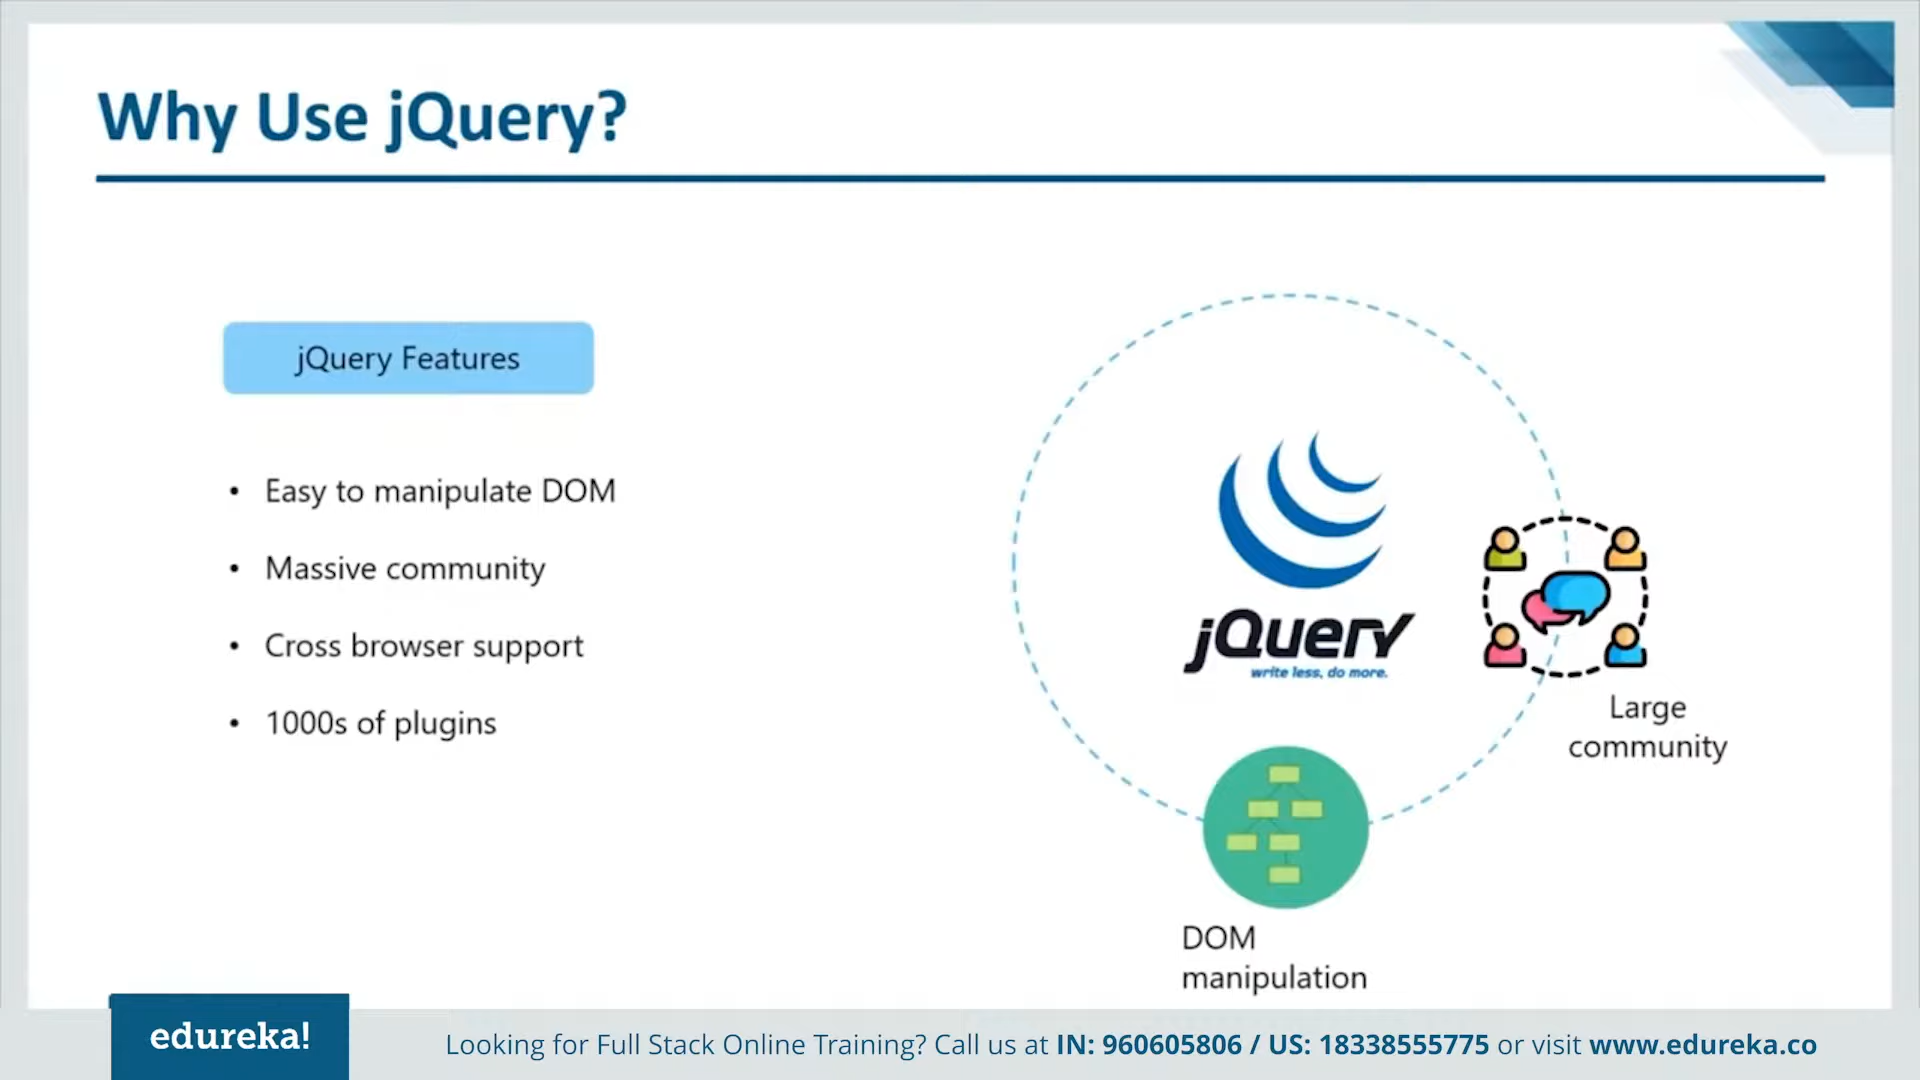 Why Use jQuery?
jQuery Features
• Easy to manipulate DOM
• Massive community
• Cross browser support
• 1000s of plugins
jQuery
write less, do more.
Large
community
DOM
manipulation
edureka!
Looking for Full Stack Online Training? Call us at IN: 960605806 / US: 18338555775 or visit www.edureka.co